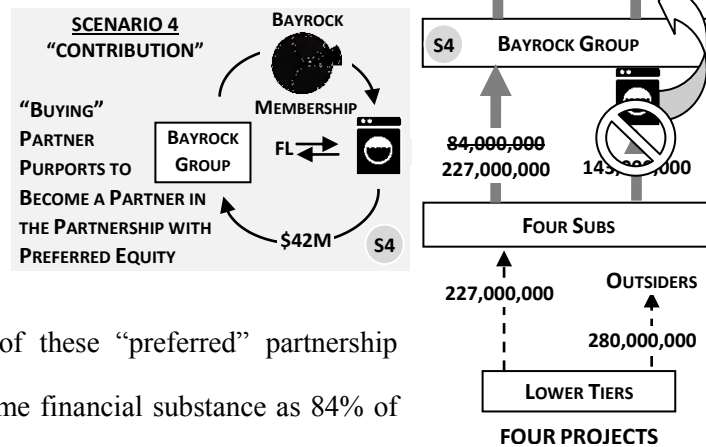 SCENARIO 4
"CONTRIBUTION"
BAYROCK
"BUYING"
PARTNER
PURPORTS TO
BECOME A PARTNER IN
THE PARTNERSHIP WITH
PREFERRED EQUITY
BAYROCK
GROUP
MEMBERSHIP
FL
$42M
S4
of these “preferred” partnership
me financial substance as 84% of
S4
BAYROCK GROUP
84,000,000
227,000,000
FOUR SUBS
227,000,000
OUTSIDERS
280,000,000
LOWER TIERS
FOUR PROJECTS